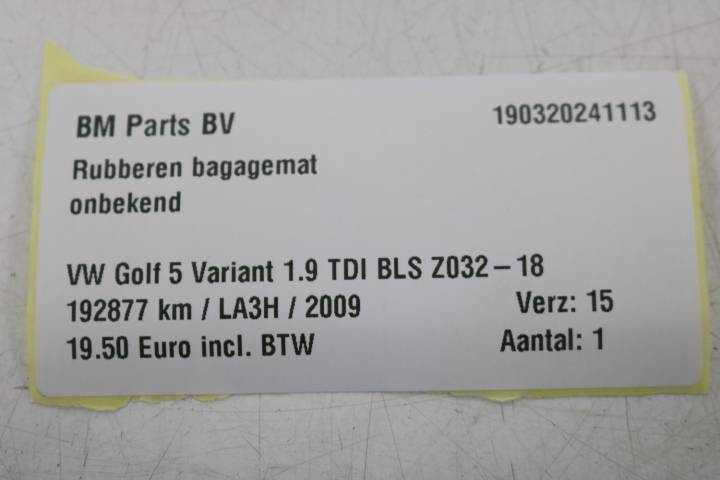 BM Parts BV 190320241113
Rubberen bagagemat
onbekend
VW Golf 5 Variant 1.9 TDI BLS Z032-18
192877 km / LA3H / 2009 Verz: 15
19.50 Euro incl. BTW Aantal: 1